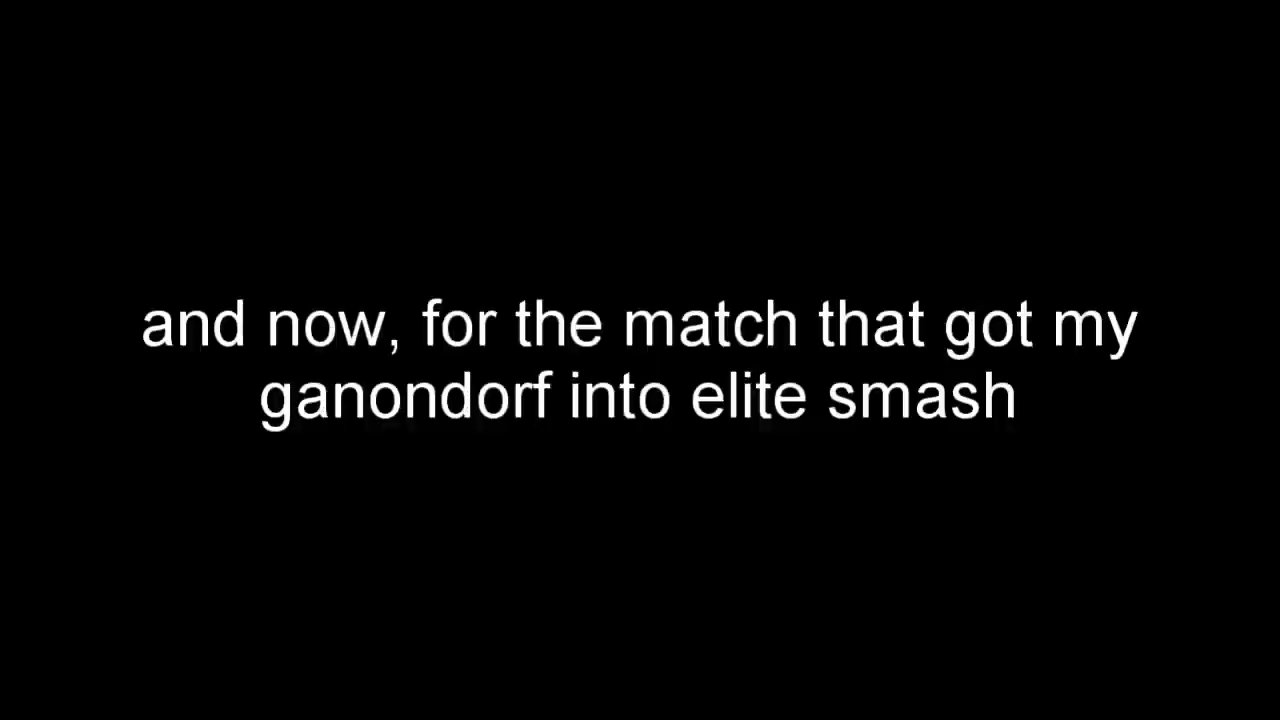 and now, for the match that got my
ganondorf into elite smash